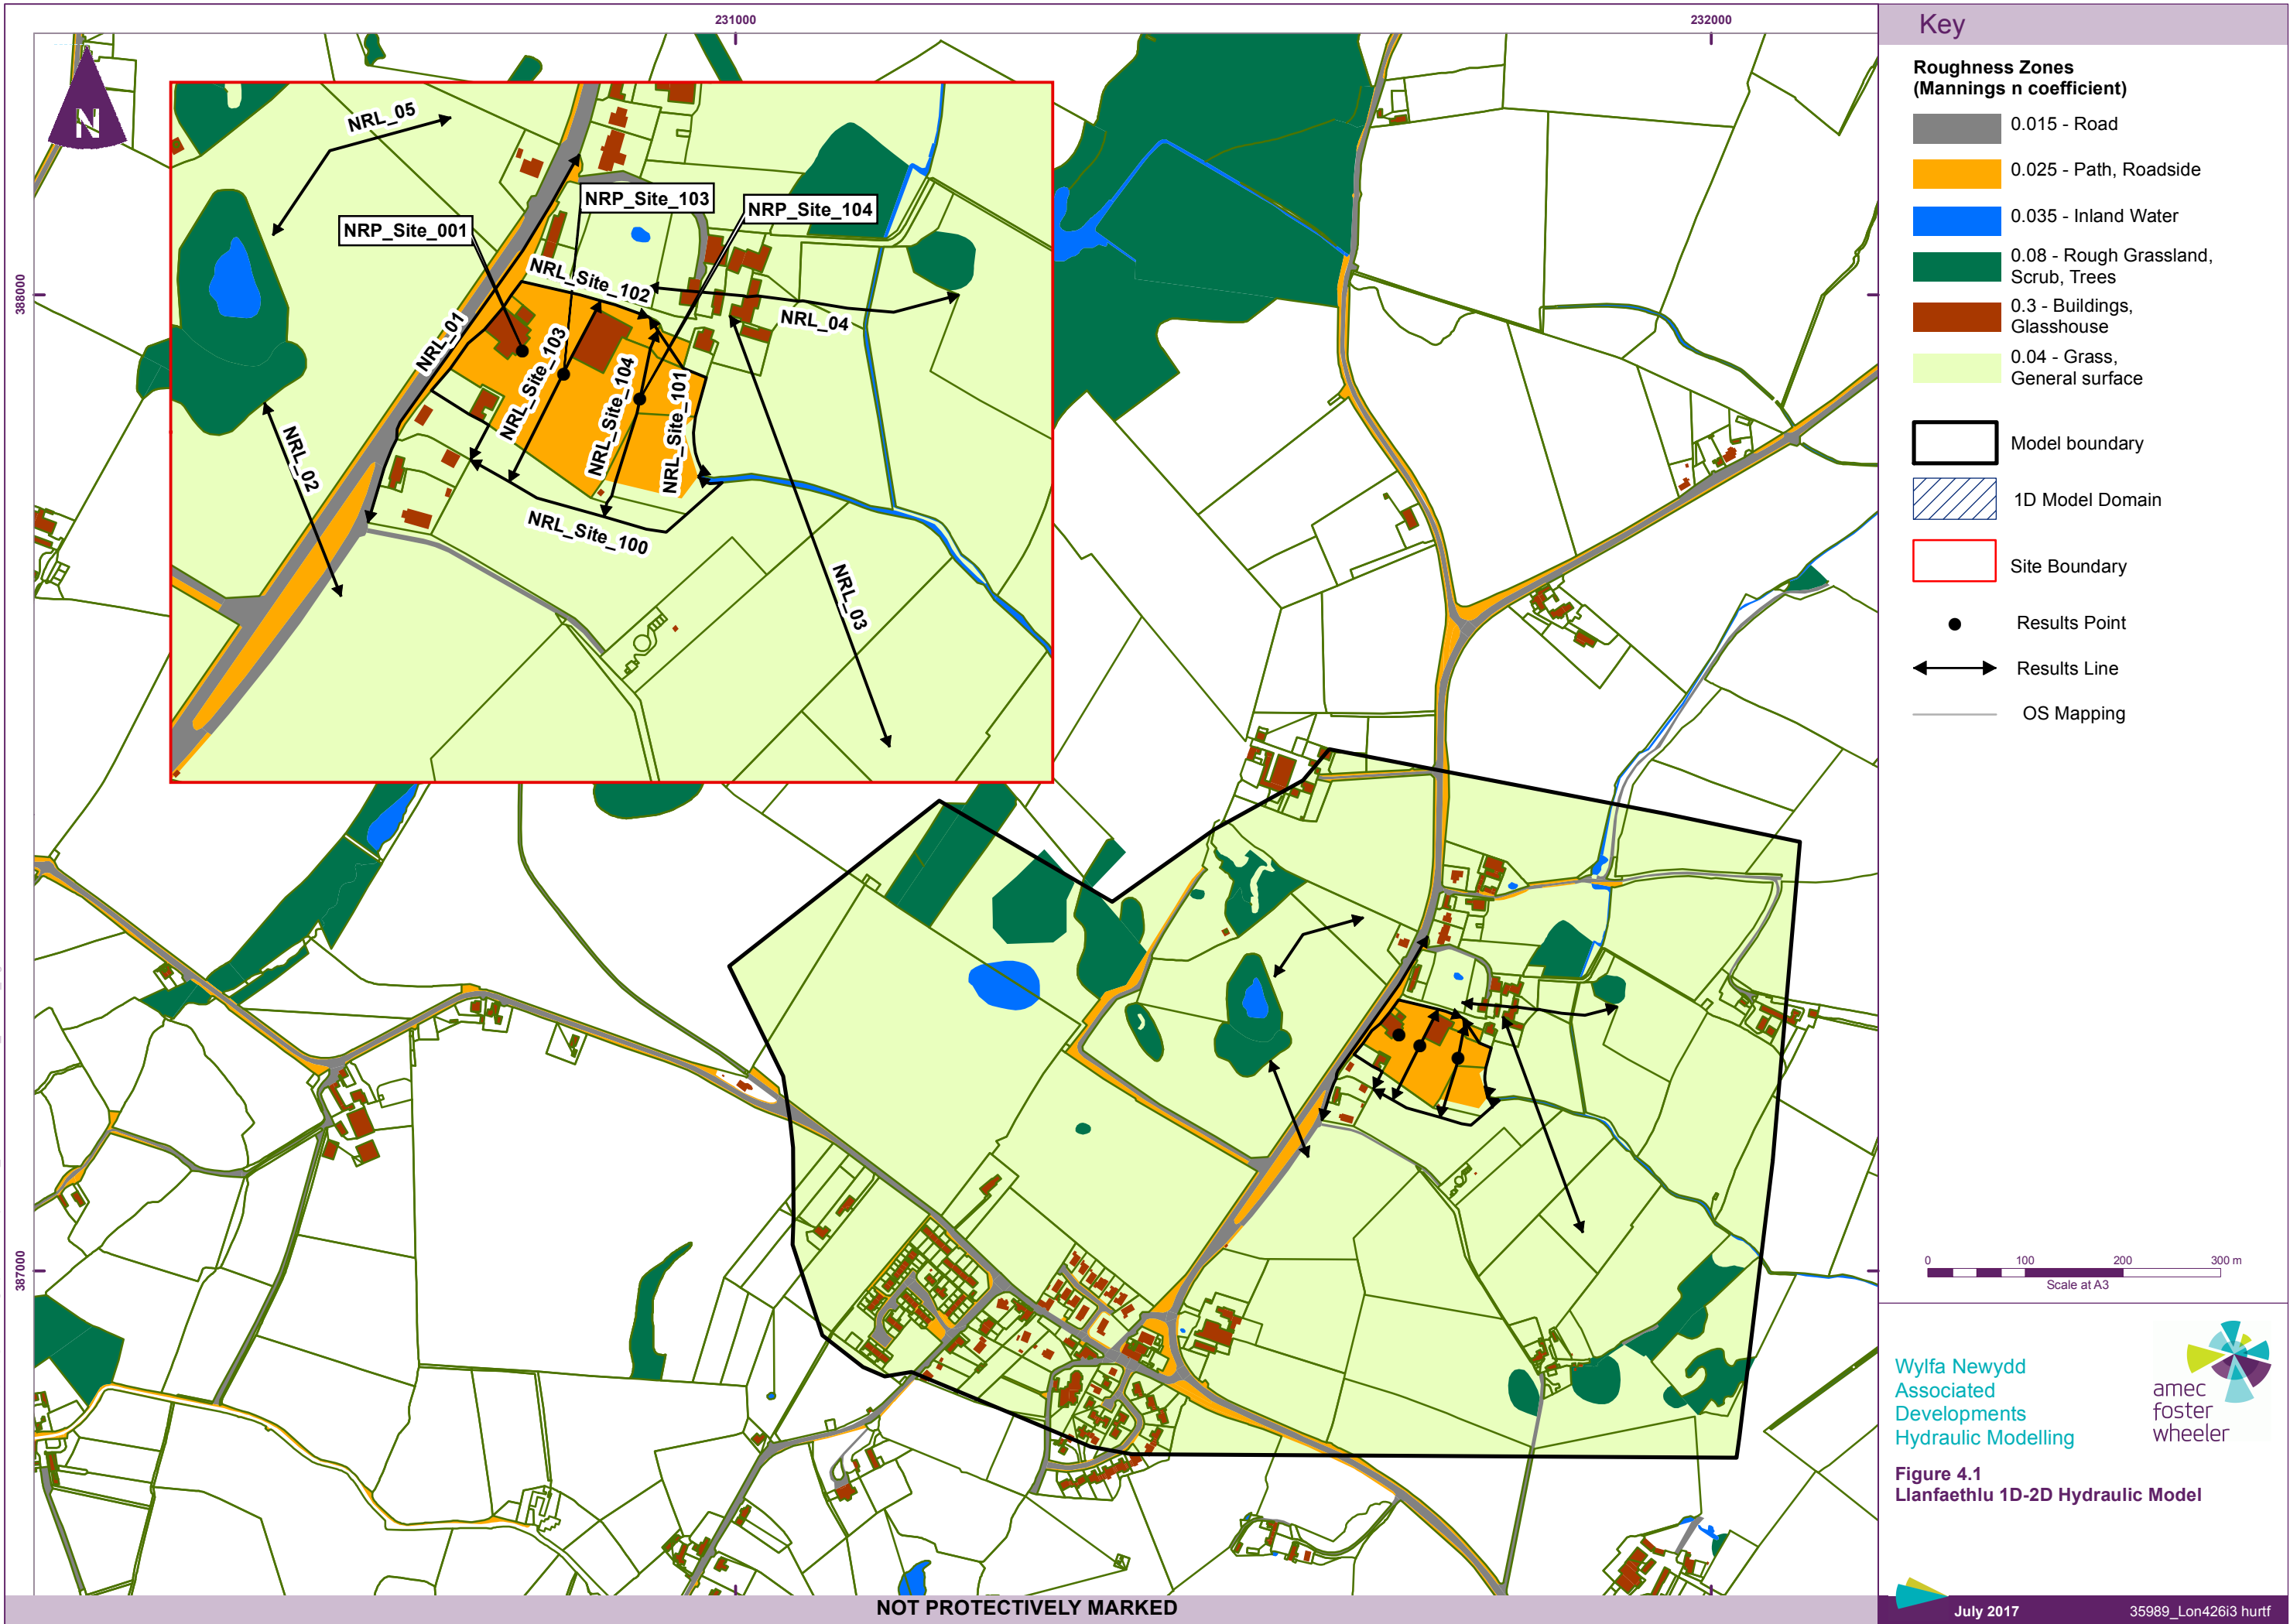 231000
232000
388000
387000
N
NRL_05
NRP_Site_103
NRP_Site_104
NRP_Site_001
NRL_Site_102
NRL_04
NRL_01
NRL_Site_103
NRL_Site_104
NRL_Site_101
NRL_02
NRL_Site_100
NRL_03
Key
Roughness Zones
(Mannings n coefficient)
0.015 - Road
0.025 - Path, Roadside
0.035 - Inland Water
0.08 - Rough Grassland,
Scrub, Trees
0.3 - Buildings,
Glasshouse
0.04 - Grass,
General surface
Model boundary
1D Model Domain
Site Boundary
Results Point
Results Line
OS Mapping
0 100 200 300 m
Scale at A3
Wylfa Newydd
Associated
Developments
Hydraulic Modelling
amec
foster
wheeler
Figure 4.1
Llanfaethlu 1D-2D Hydraulic Model
July 2017 35989_Lon426i3 hurtf
NOT PROTECTIVELY MARKED